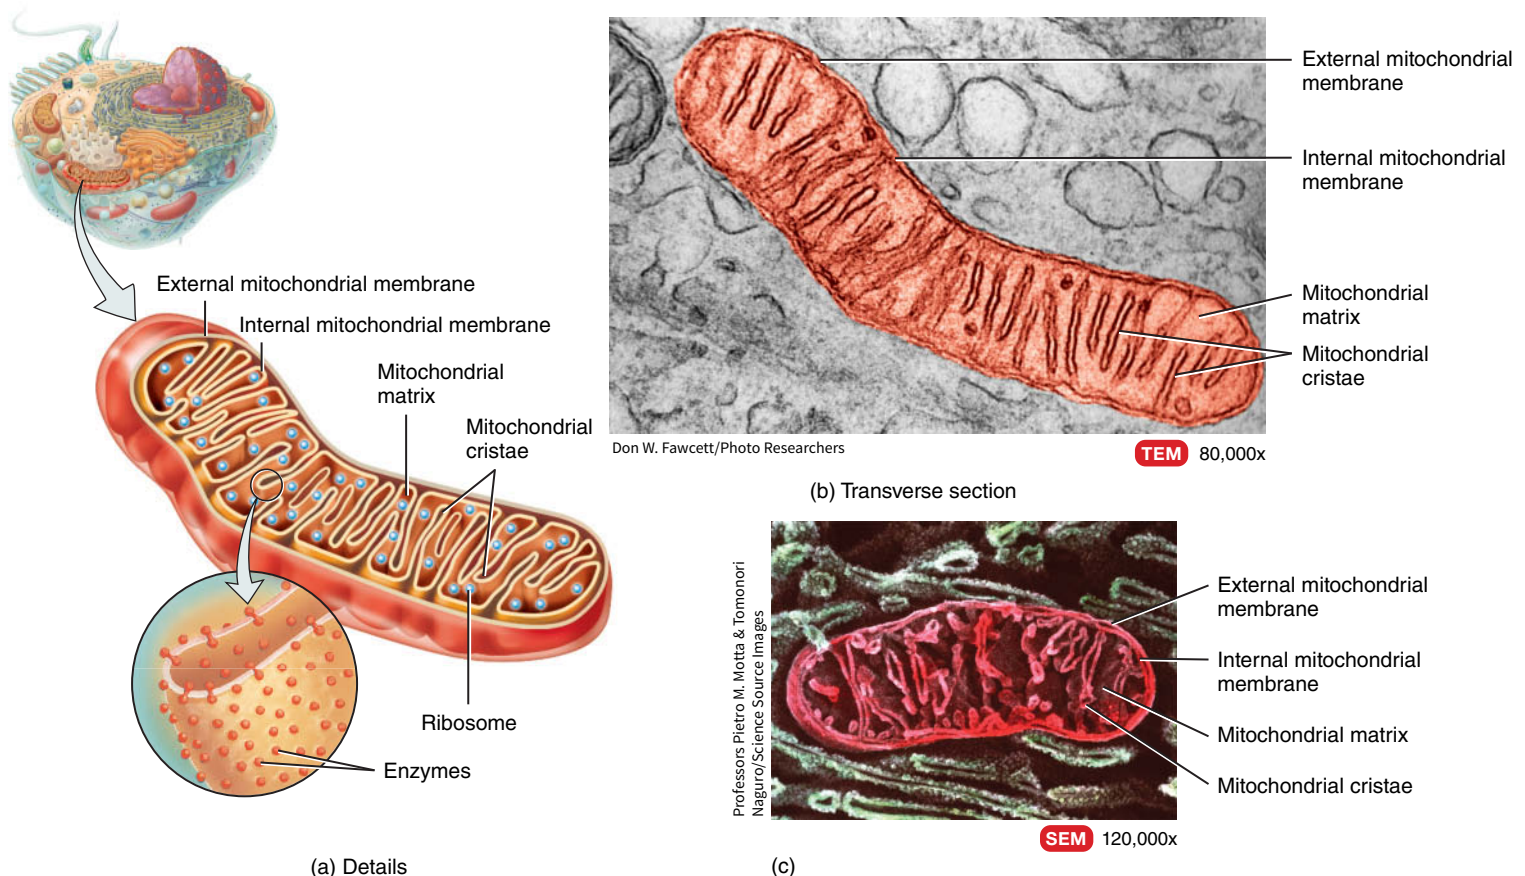 External mitochondrial membrane
Internal mitochondrial membrane
Mitochondrial
matrix
Mitochondrial
cristae
Ribosome
Enzymes
(a) Details
External mitochondrial
membrane
Internal mitochondrial
membrane
Mitochondrial
matrix
Mitochondrial
cristae
Don W. Fawcett/Photo Researchers
TEM 80,000x
(b) Transverse section
Professors Pietro M. Motta & Tomonori
Naguro/Science Source Images
External mitochondrial
membrane
Internal mitochondrial
membrane
Mitochondrial matrix
Mitochondrial cristae
SEM 120,000x
(c)